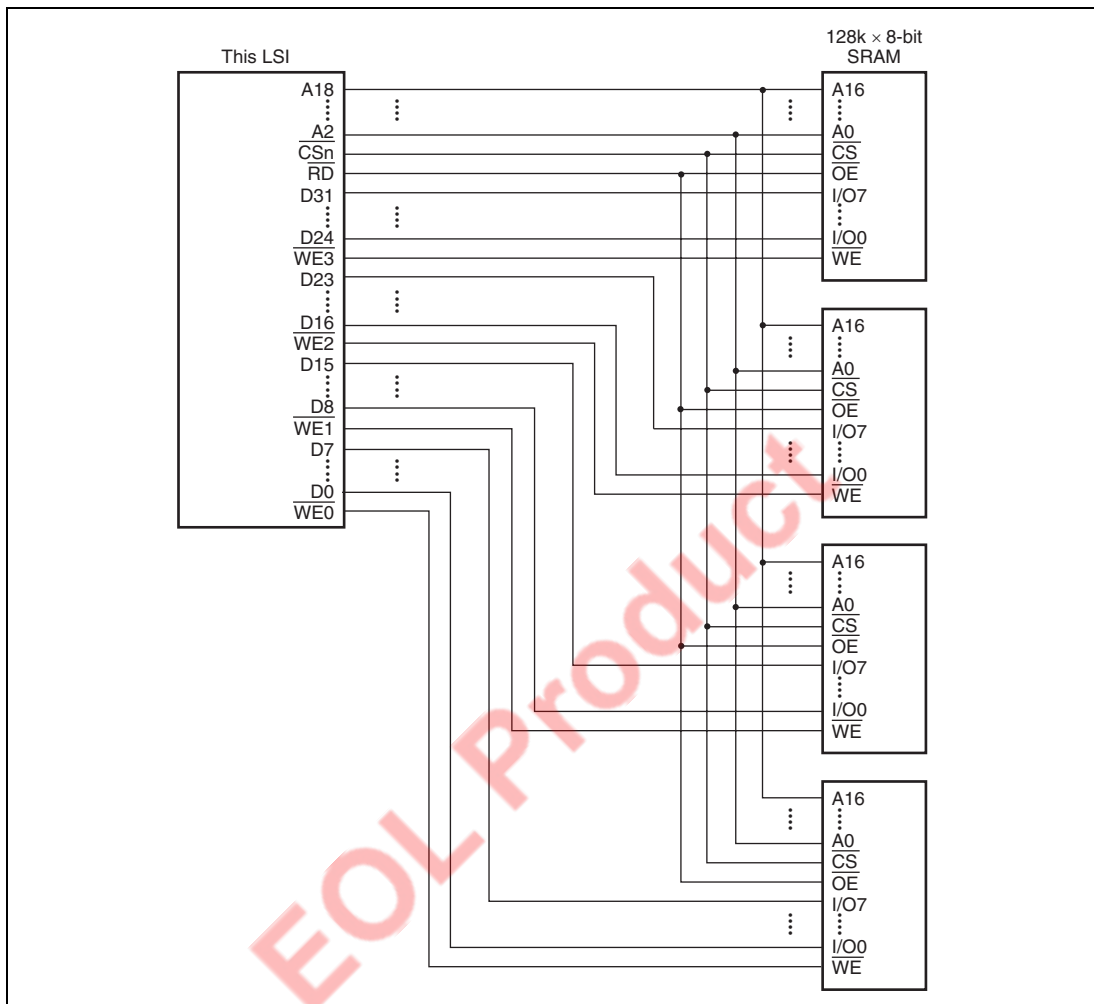 This LSI
A18
A2
CSn
RD
D31
D24
WE3
D23
D16
WE2
D15
D8
WE1
D7
D0
WE0
128k × 8-bit
SRAM
A16
A0
CS
OE
I/O7
I/O0
WE
A16
A0
CS
OE
I/O7
I/O0
WE
A16
A0
CS
OE
I/O7
I/O0
WE
A16
A0
CS
OE
I/O7
I/O0
WE
EOL Product